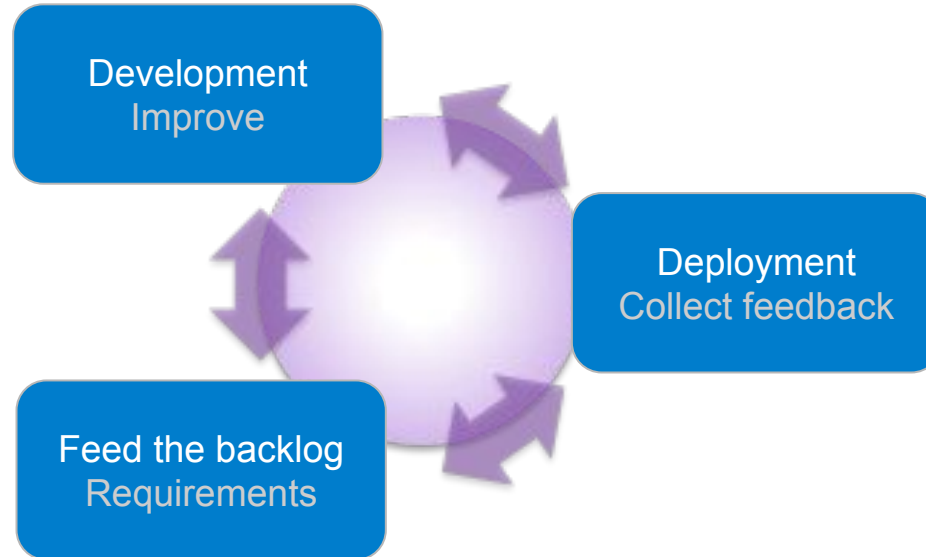 Development
Improve
Deployment
Collect feedback
Feed the backlog
Requirements